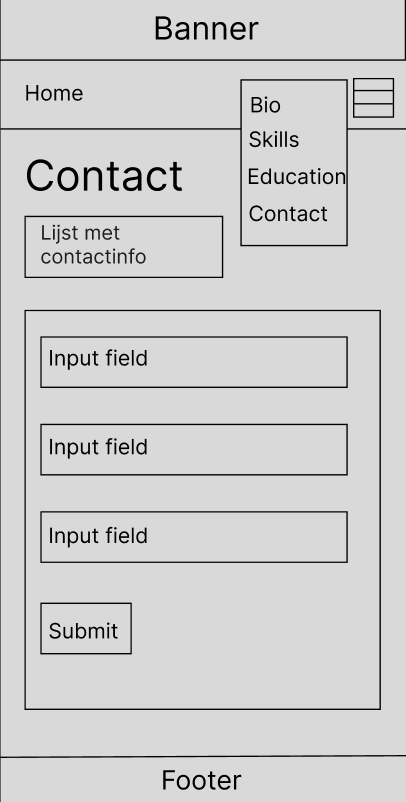 Banner
Home
Bio
Skills
Education
Contact
Contact
Lijst met
contactinfo
Input field
Input field
Input field
Submit
Footer